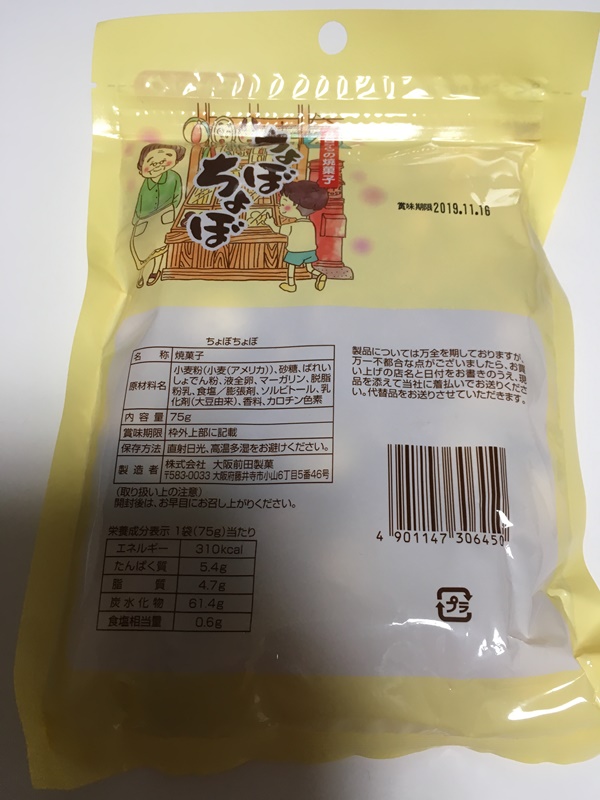 ちょぼ
ちょぼ
の焼菓子
賞味期限2019.11.16
ちょぼちょぼ
名 称 焼菓子
原材料名 小麦粉(小麦(アメリカ))、砂糖、ばれい
しょでん粉、液全卵、マーガリン、脱脂
粉乳、食塩／膨張剤、ソルビトール、乳
化剤(大豆由来)、香料、カロチン色素
内 容 量 75g
賞味期限 枠外上部に記載
保存方法 直射日光、高温多湿をお避けください。
製 造 者 株式会社 大阪前田製菓
〒583-0033 大阪府藤井寺市小山6丁目5番46号
(取り扱い上の注意)
開封後は、お早目にお召し上がりください。
製品については万全を期しておりますが、
万一不都合な点がございましたら、お買
い上げの店名と日付をお書きのうえ、現
品を添えて当社に着払いでお送りくださ
い。代替品をお送りさせていただきます。
栄養成分表示 1袋(75g)当たり
エネルギー 310kcal
たんぱく質 5.4g
脂 質 4.7g
炭水化物 61.4g
食塩相当量 0.6g
4 901147 306450
プラ